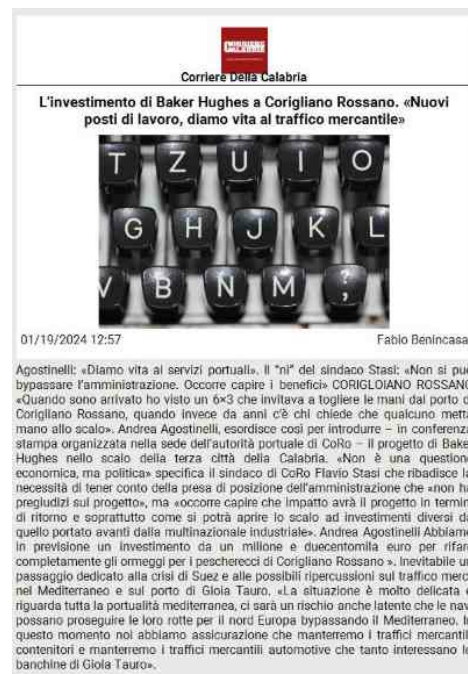 CORRIERE
CALABRIA
Corriere Della Calabria
L'investimento di Baker Hughes a Corigliano Rossano. «Nuovi
posti di lavoro, diamo vita al traffico mercantile»
T Z U I O
G H J K L
V B N M ? ;
01/19/2024 12:57
Fabio Benincasa
Agostinelli: «Diamo vita ai servizi portuali». Il "ni" del sindaco Stasi: «Non si può
bypassare l'amministrazione. Occorre capire i benefici» CORIGLOIANO ROSSANO
«Quando sono arrivato ho visto un 6×3 che invitava a togliere le mani dal porto d
Corigliano Rossano, quando invece da anni c'è chi chiede che qualcuno metta
mano allo scalo». Andrea Agostinelli, esordisce così per introdurre – in conferenza
stampa organizzata nella sede dell'autorità portuale di CoRo – il progetto di Baker
Hughes nello scalo della terza città della Calabria. «Non è una questione
economica, ma politica» specifica il sindaco di CoRo Flavio Stasi che ribadisce la
necessità di tener conto della presa di posizione dell'amministrazione che «non ha
pregiudizi sul progetto», ma «occorre capire che impatto avrà il progetto in termin
di ritorno e soprattutto come si potrà aprire lo scalo ad investimenti diversi da
quello portato avanti dalla multinazionale industriale». Andrea Agostinelli Abbiamo
in previsione un investimento da un milione e duecentomila euro per rifare
completamente gli ormeggi per i pescherecci di Corigliano Rossano ». Inevitabile un
passaggio dedicato alla crisi di Suez e alle possibili ripercussioni sul traffico merc
nel Mediterraneo e sul porto di Gioia Tauro. «La situazione è molto delicata e
riguarda tutta la portualità mediterranea, ci sarà un rischio anche latente che le nav
possano proseguire le loro rotte per il nord Europa bypassando il Mediterraneo. In
questo momento noi abbiamo assicurazione che manterremo i traffici mercantil
contenitori e manterremo i traffici mercantili automotive che tanto interessano le
banchine di Gioia Tauro».